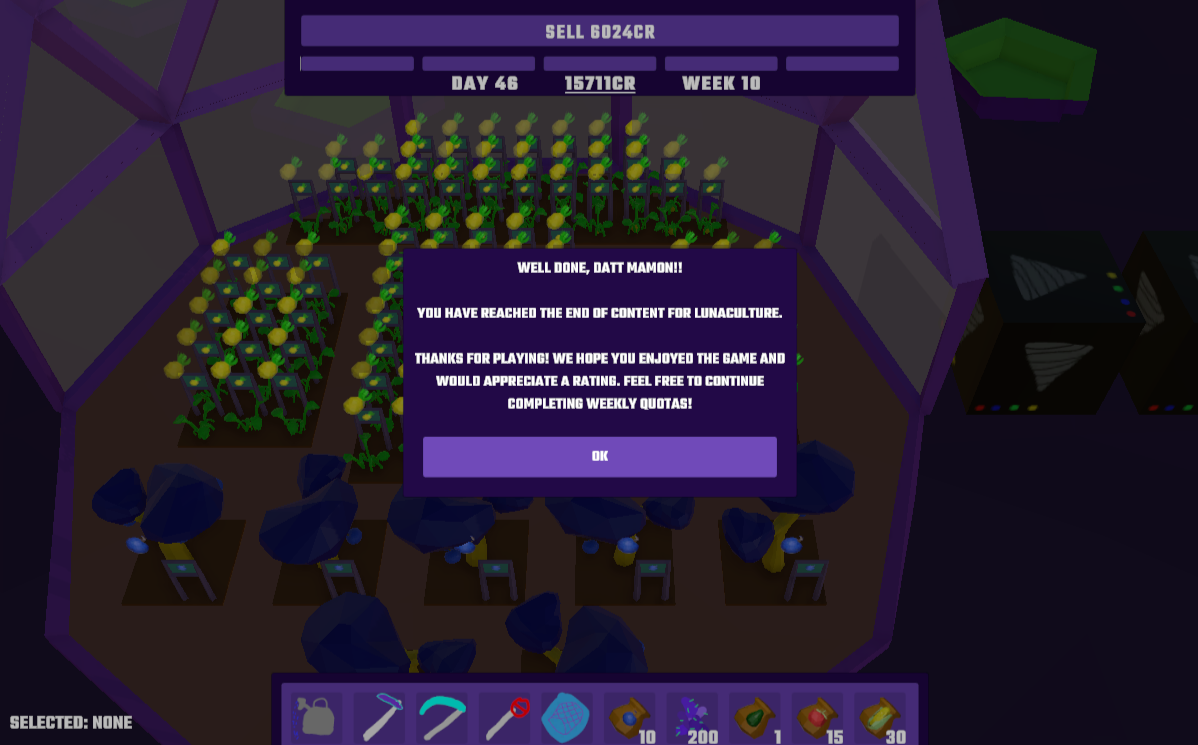 SELL 6024CR
DAY 46 15711CR WEEK 10
WELL DONE, DATT MAMON!!
YOU HAVE REACHED THE END OF CONTENT FOR LUNACULTURE.
THANKS FOR PLAYING! WE HOPE YOU ENJOYED THE GAME AND
WOULD APPRECIATE A RATING. FEEL FREE TO CONTINUE
COMPLETING WEEKLY QUOTAS!
OK
SELECTED: NONE
10 200 1 15 30